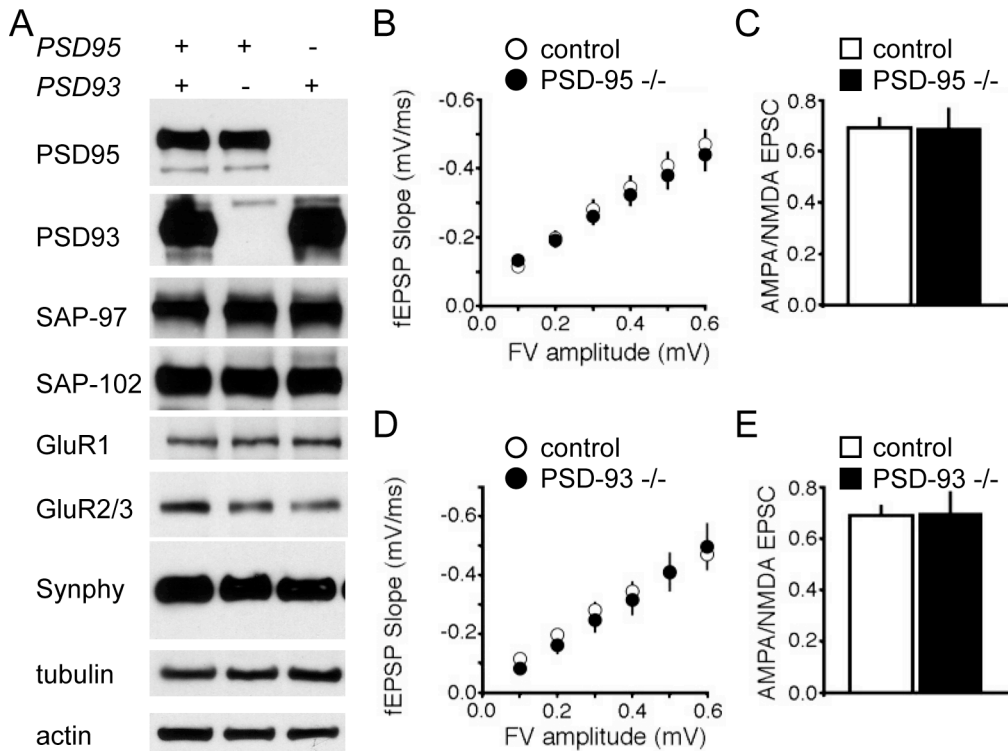 A
PSD95 + + -
PSD93 + - +
PSD95
PSD93
SAP-97
SAP-102
GluR1
GluR2/3
Synphy
tubulin
actin
B
control
PSD-95 -/-
fEPSP Slope (mV/ms)
-0.6
-0.4
-0.2
0.0
0.0 0.2 0.4 0.6
FV amplitude (mV)
C
control
PSD-95 -/-
AMPA/NMDA EPSC
0.8
0.6
0.4
0.2
0.0
D
control
PSD-93 -/-
fEPSP Slope (mV/ms)
-0.6
-0.4
-0.2
0.0
0.0 0.2 0.4 0.6
FV amplitude (mV)
E
control
PSD-93 -/-
AMPA/NMDA EPSC
0.8
0.6
0.4
0.2
0.0